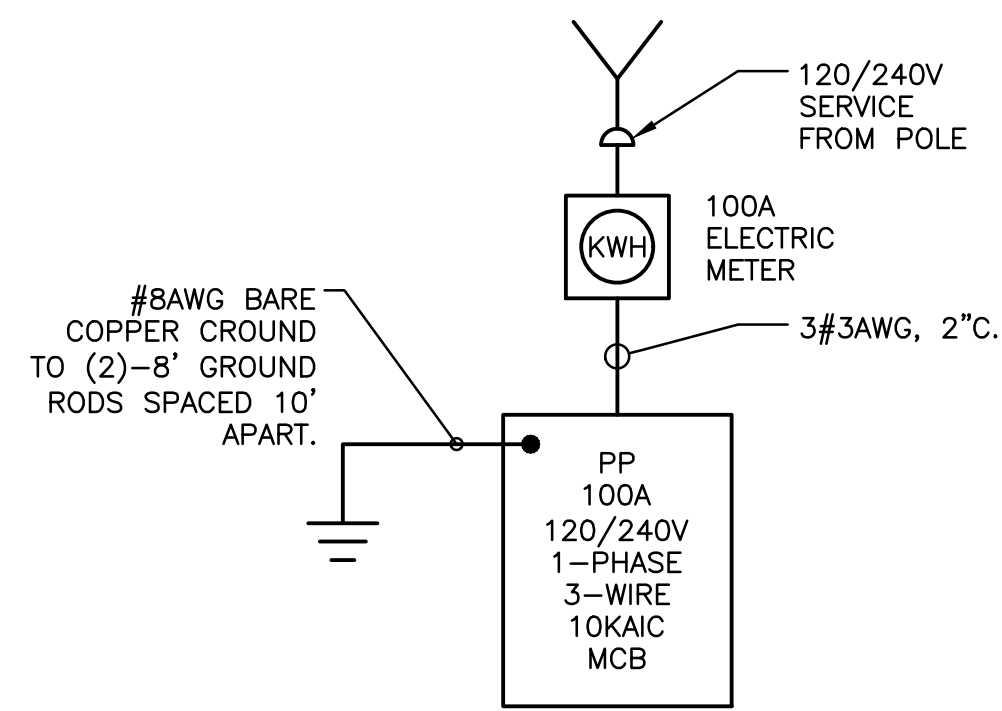 120/240V
SERVICE
FROM POLE
100A
ELECTRIC
METER
KWH
#8AWG BARE
COPPER CROUND
TO (2)-8' GROUND
RODS SPACED 10'
APART.
3#3AWG, 2"C.
PP
100A
120/240V
1-PHASE
3-WIRE
10KAIC
MCB